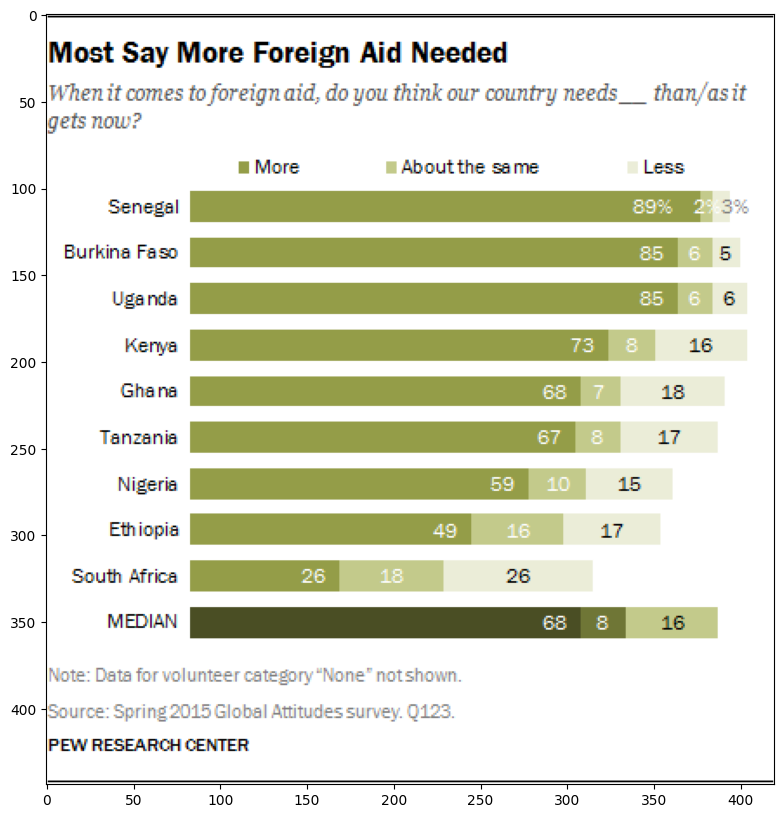 Most Say More Foreign Aid Needed
When it comes to foreign aid, do you think our country needs__ than/as it
gets now?
More About the same Less
Senegal 89% 2% 3%
Burkina Faso 85 6 5
Uganda 85 6 6
Kenya 73 8 16
Ghana 68 7 18
Tanzania 67 8 17
Nigeria 59 10 15
Ethiopia 49 16 17
South Africa 26 18 26
MEDIAN 68 8 16
Note: Data for volunteer category “None” not shown.
Source: Spring 2015 Global Attitudes survey. Q123.
PEW RESEARCH CENTER
0
50
100
150
200
250
300
350
400
0 50 100 150 200 250 300 350 400